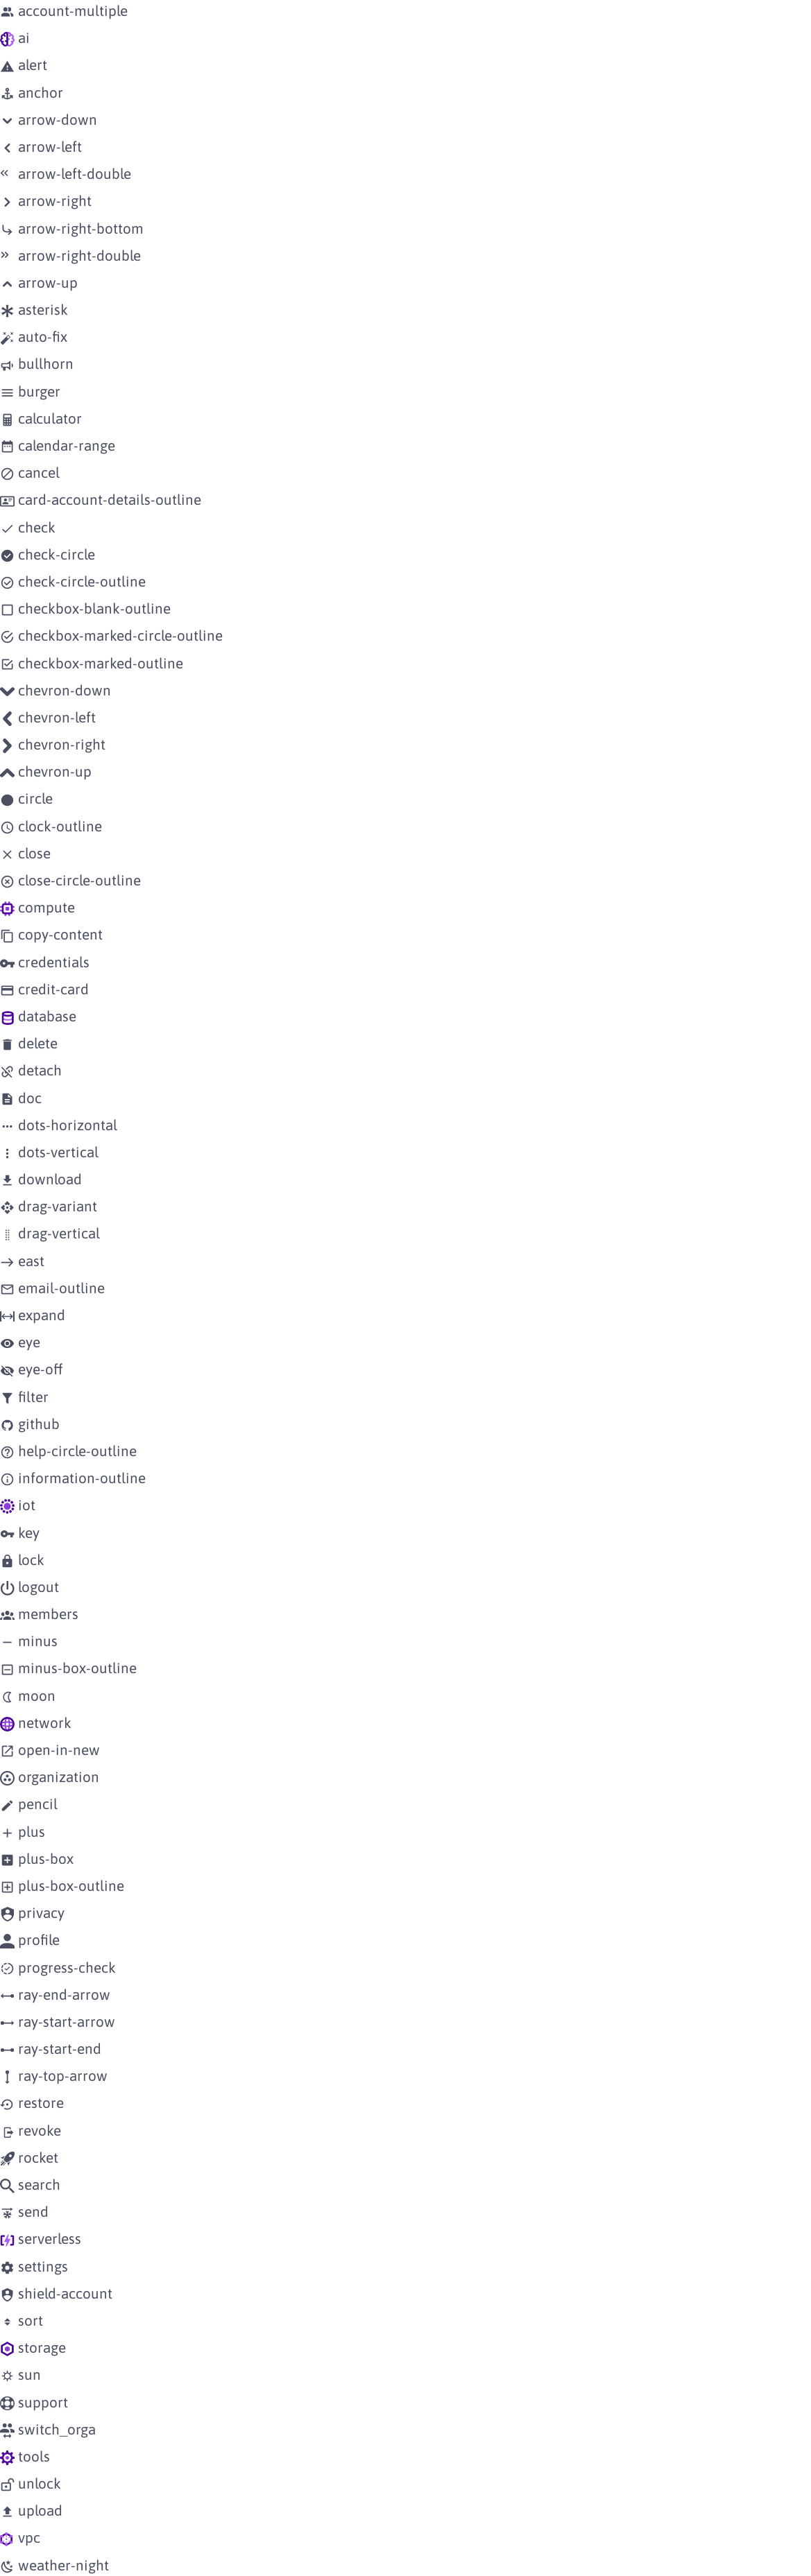 account-multiple
ai
alert
anchor
arrow-down
arrow-left
arrow-left-double
arrow-right
arrow-right-bottom
arrow-right-double
arrow-up
asterisk
auto-fix
bullhorn
burger
calculator
calendar-range
cancel
card-account-details-outline
check
check-circle
check-circle-outline
checkbox-blank-outline
checkbox-marked-circle-outline
checkbox-marked-outline
chevron-down
chevron-left
chevron-right
chevron-up
circle
clock-outline
close
close-circle-outline
compute
copy-content
credentials
credit-card
database
delete
detach
doc
dots-horizontal
dots-vertical
download
drag-variant
drag-vertical
east
email-outline
expand
eye
eye-off
filter
github
help-circle-outline
information-outline
iot
key
lock
logout
members
minus
minus-box-outline
moon
network
open-in-new
organization
pencil
plus
plus-box
plus-box-outline
privacy
profile
progress-check
ray-end-arrow
ray-start-arrow
ray-start-end
ray-top-arrow
restore
revoke
rocket
search
send
serverless
settings
shield-account
sort
storage
sun
support
switch_orga
tools
unlock
upload
vpc
weather-night